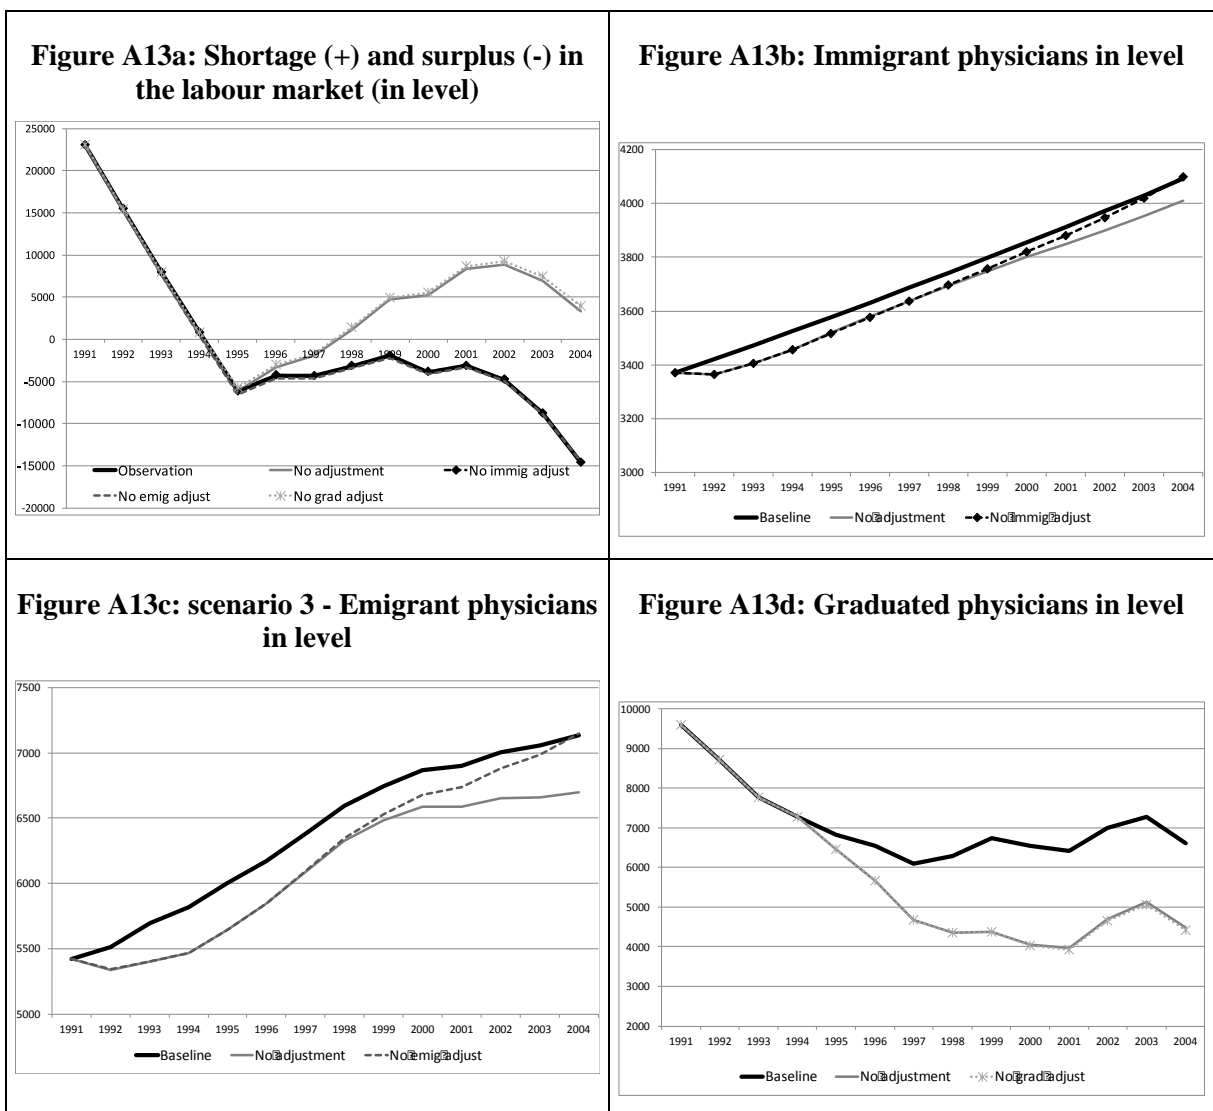 Figure A13a: Shortage (+) and surplus (-) in
the labour market (in level)
25000
20000
15000
10000
5000
0
-5000
-10000
-15000
-20000
1991 1992 1993 1994 1995 1996 1997 1998 1999 2000 2001 2002 2003 2004
Observation No adjustment No immig adjust
No emig adjust No grad adjust
Figure A13b: Immigrant physicians in level
4200
4000
3800
3600
3400
3200
3000
1991 1992 1993 1994 1995 1996 1997 1998 1999 2000 2001 2002 2003 2004
Baseline No adjustment No immig adjust
Figure A13c: scenario 3 - Emigrant physicians
in level
7500
7000
6500
6000
5500
5000
1991 1992 1993 1994 1995 1996 1997 1998 1999 2000 2001 2002 2003 2004
Baseline No adjustment No emig adjust
Figure A13d: Graduated physicians in level
10000
9000
8000
7000
6000
5000
4000
3000
2000
1991 1992 1993 1994 1995 1996 1997 1998 1999 2000 2001 2002 2003 2004
Baseline No adjustment No grad adjust